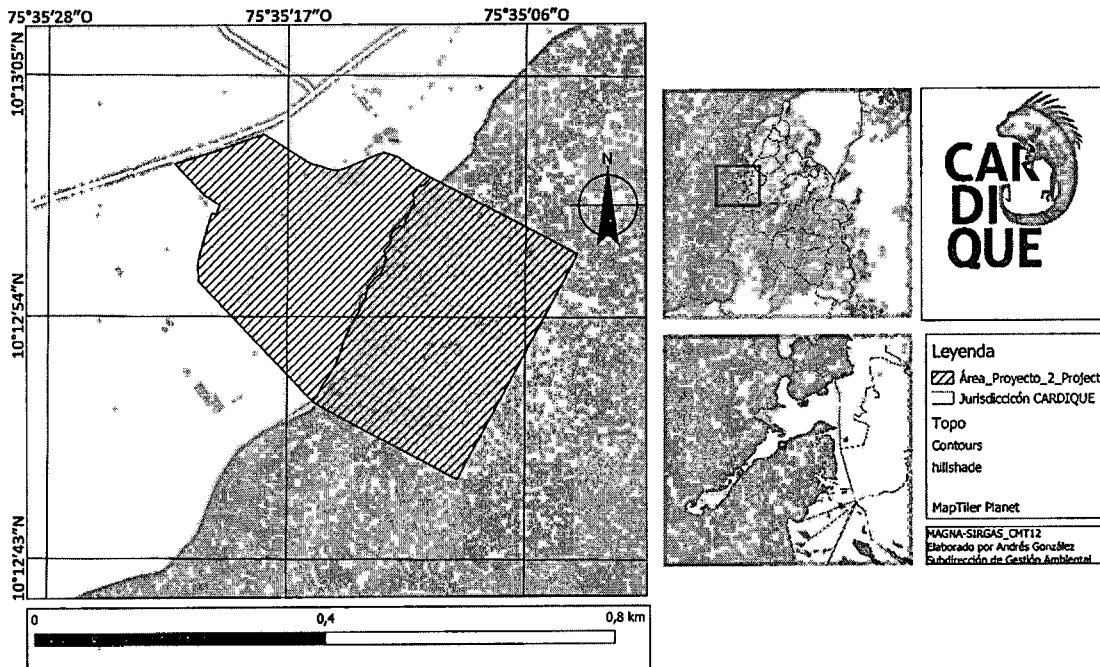 75°35'28"O
75°35'17"O
75°35'06"O
10°13'05"N
10°12'54"N
10°12'43"N
N
0
0,4
0,8 km
CAR
DI
QUE
Leyenda
Área_Proyecto_2_Project
Jurisdiccicón CARDIQUE
Topo
Contours
hillshade
MapTiler Planet
MAGNA-SIRGAS_CMT12
Elaborado por Andrés González
Subdirección de Gestión Ambiental